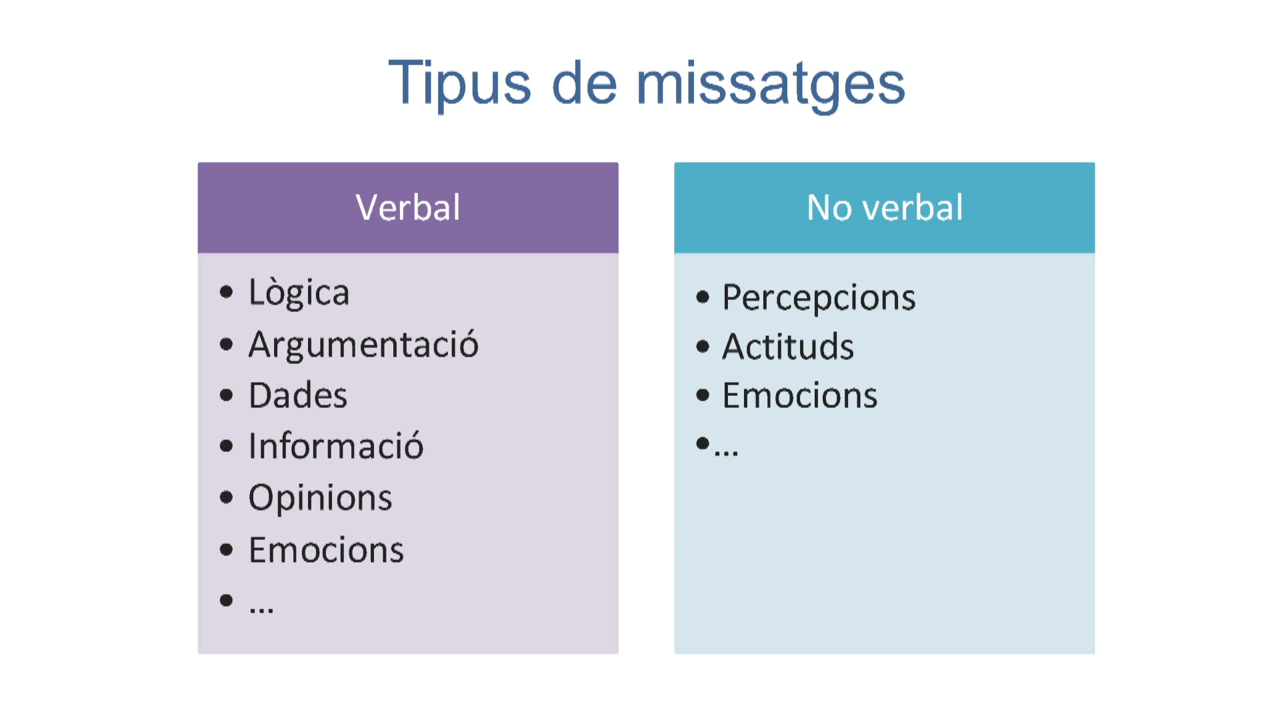 Tipus de missatges
Verbal
• Lògica
• Argumentació
• Dades
• Informació
• Opinions
• Emocions
• ...
No verbal
• Percepcions
• Actituds
• Emocions
•...